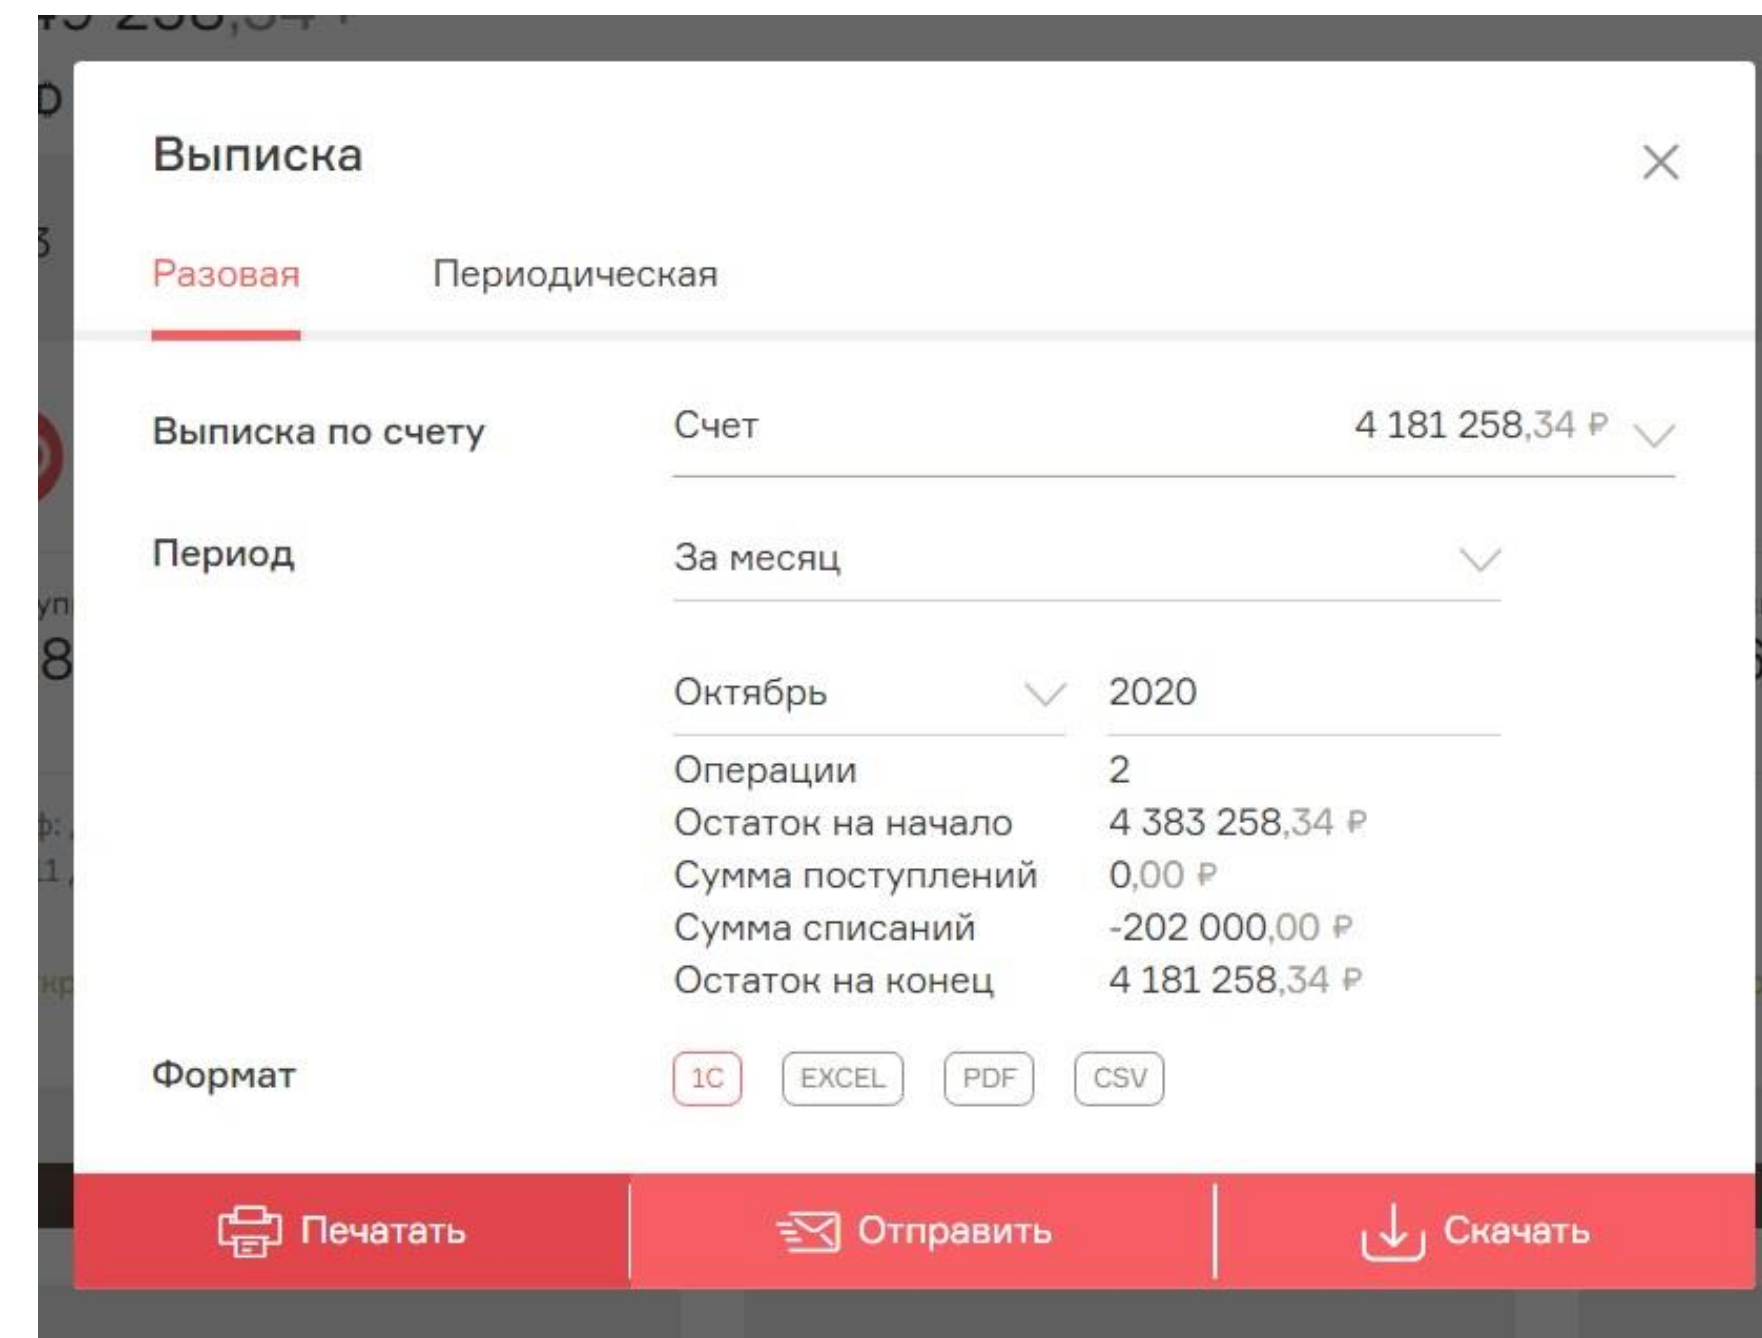 Выписка
Разовая Периодическая
Выписка по счету Счет 4 181 258,34 ₽
Период За месяц
Октябрь 2020
Операции 2
Остаток на начало 4 383 258,34 ₽
Сумма поступлений 0,00 ₽
Сумма списаний -202 000,00 ₽
Остаток на конец 4 181 258,34 ₽
Формат 1C EXCEL PDF CSV
Печатать Отправить Скачать